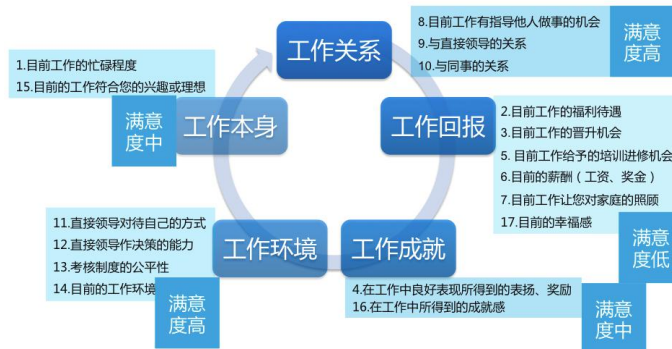 工作关系
8.目前工作有指导他人做事的机会
9.与直接领导的关系
10.与同事的关系
满意
度高
工作回报
2.目前工作的福利待遇
3.目前工作的晋升机会
5. 目前工作给予的培训进修机会
6.目前的薪酬（工资、奖金）
7.目前工作让您对家庭的照顾
17.目前的幸福感
满意
度低
工作成就
4.在工作中良好表现所得到的表扬、奖励
16.在工作中所得到的成就感
满意
度中
工作环境
11.直接领导对待自己的方式
12.直接领导作决策的能力
13.考核制度的公平性
14.目前的工作环境
满意
度高
工作本身
1.目前工作的忙碌程度
15.目前的工作符合您的兴趣或理想
满意
度中